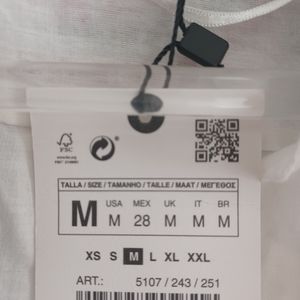 FSC
TALLA / SIZE / TAMANHO / TAILLE / MAAT / ΜΕΓΕΘΟΣ
M
USA MEX UK IT BR
M 28 M M M
XS S M L XL XXL
ART.: 5107 / 243 / 251